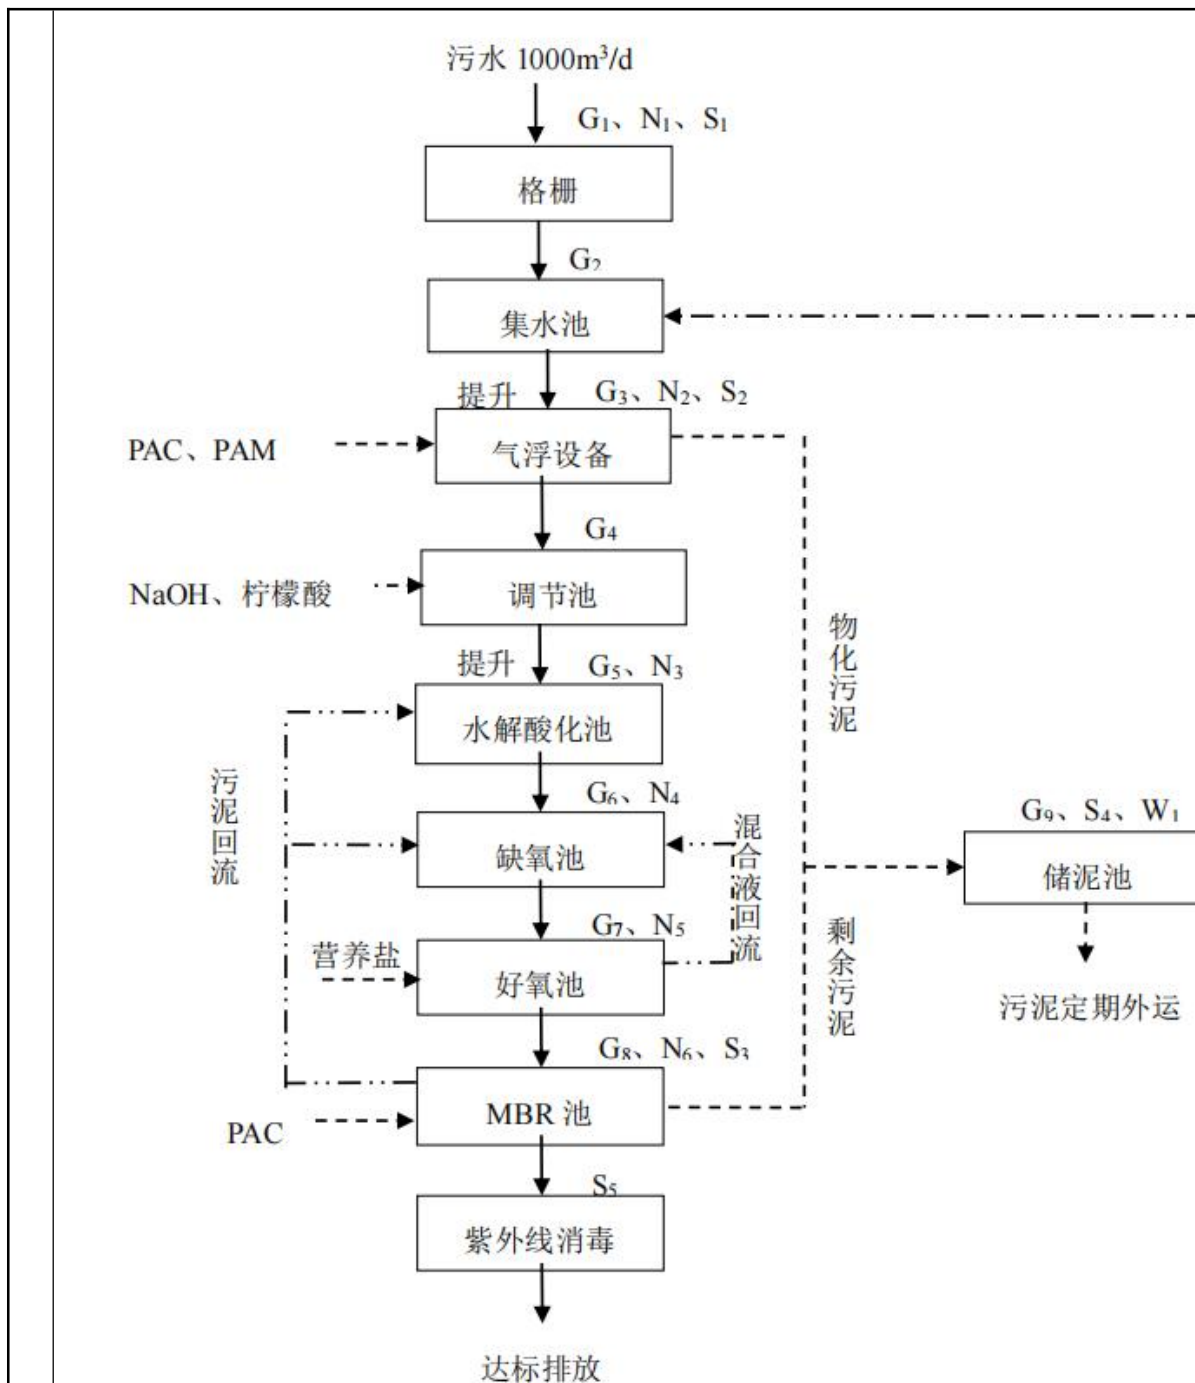 污水 1000m³/d
G₁、N₁、S₁
格栅
G₂
集水池
提升
G₃、N₂、S₂
PAC、PAM
气浮设备
G₄
NaOH、柠檬酸
调节池
提升
G₅、N₃
水解酸化池
物化污泥
污泥回流
G₆、N₄
混合液回流
缺氧池
G₉、S₄、W₁
储泥池
G₇、N₅
营养盐
好氧池
剩余污泥
污泥定期外运
G₈、N₆、S₃
MBR 池
PAC
S₅
紫外线消毒
达标排放